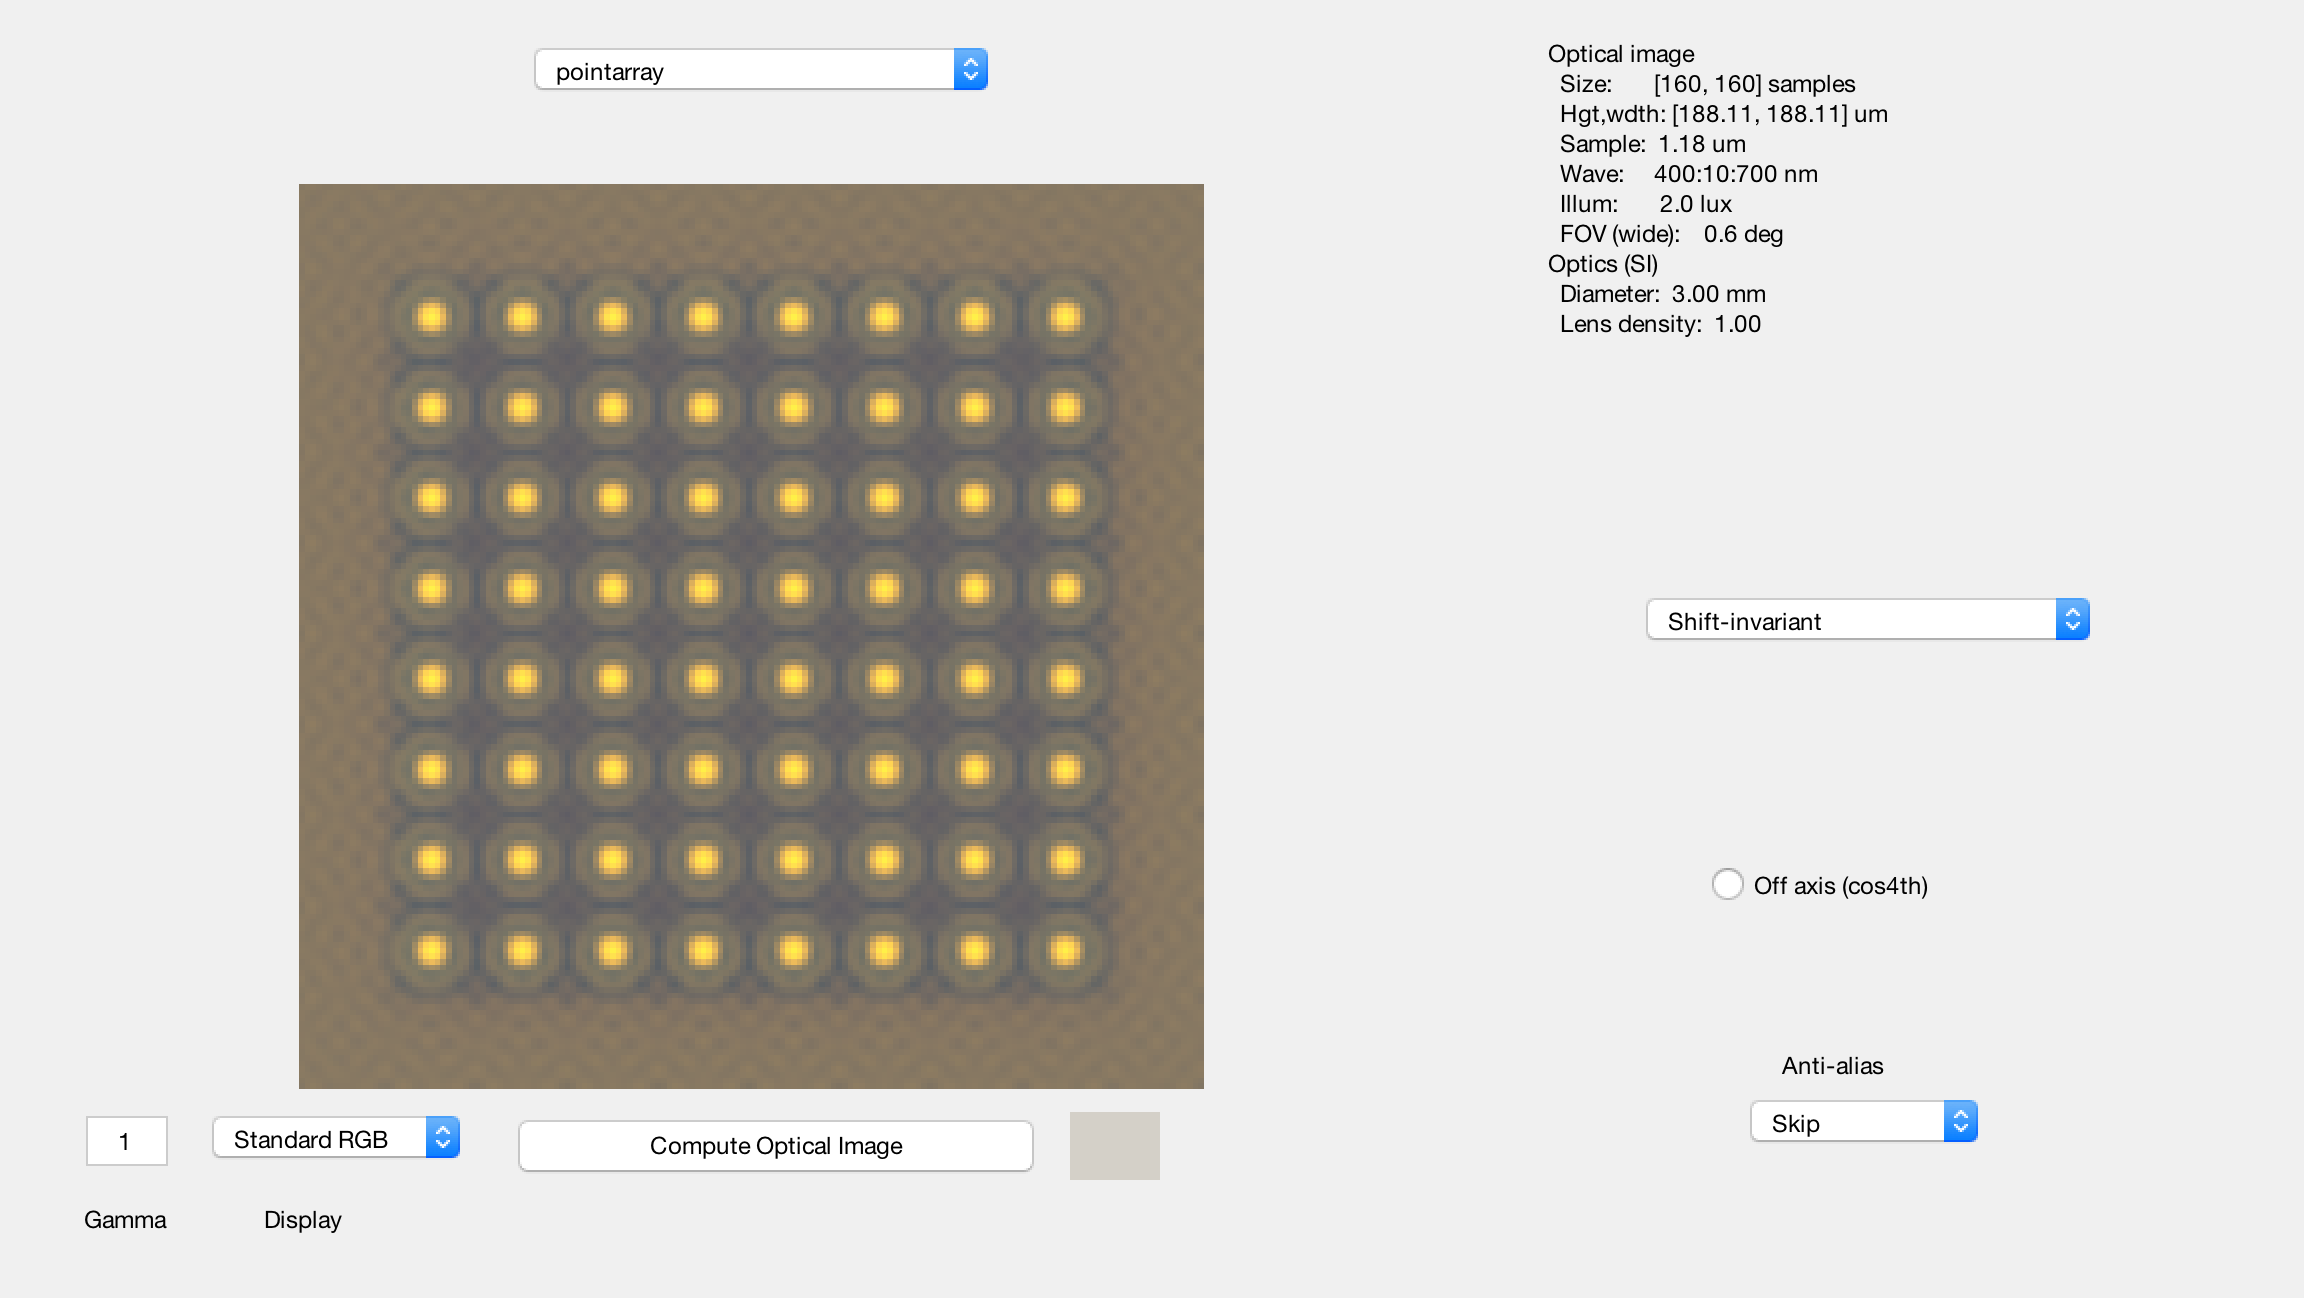 pointarray
Optical image
Size: [160, 160] samples
Hgt,wdth: [188.11, 188.11] um
Sample: 1.18 um
Wave: 400:10:700 nm
Illum: 2.0 lux
FOV (wide): 0.6 deg
Optics (SI)
Diameter: 3.00 mm
Lens density: 1.00
Shift-invariant
Off axis (cos4th)
Anti-alias
Skip
1
Standard RGB
Compute Optical Image
Gamma
Display